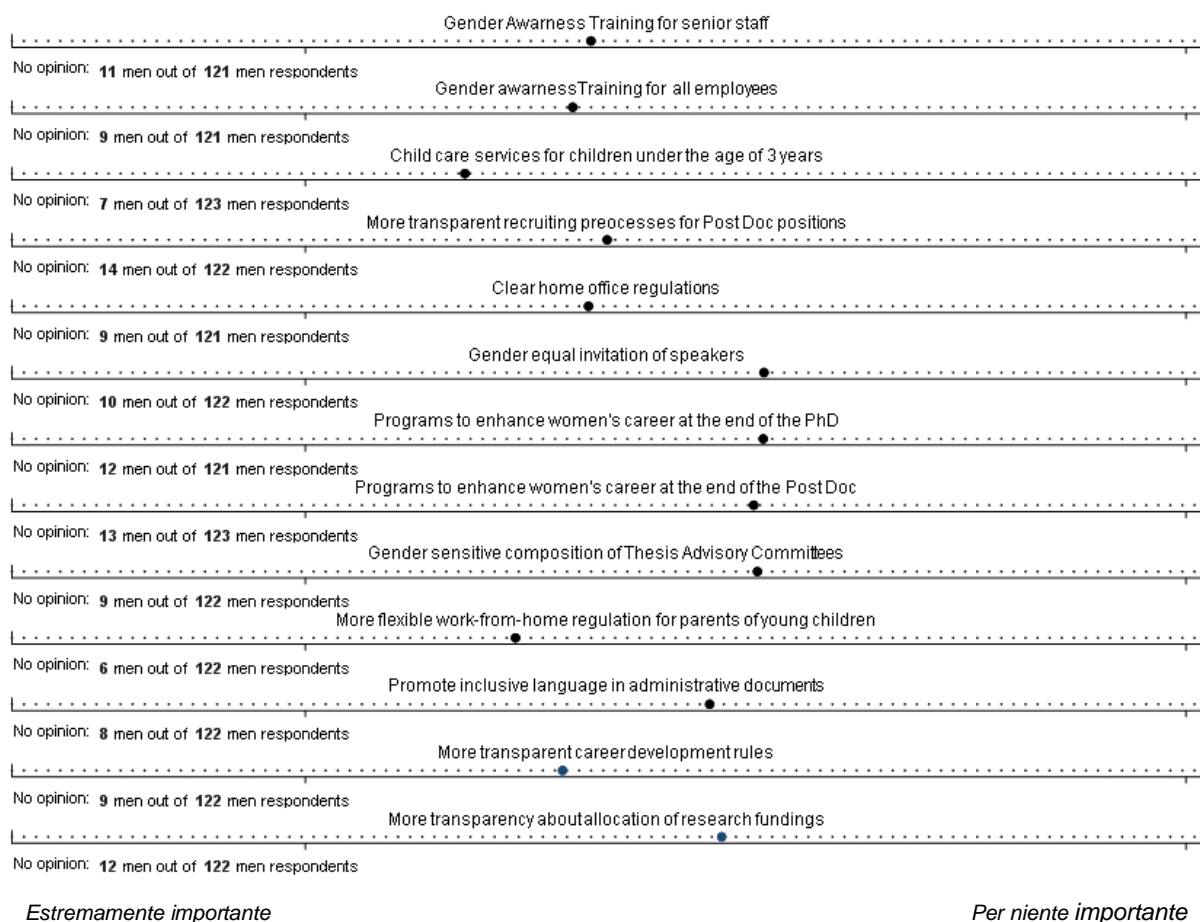 Gender Awarness Training for senior staff
No opinion: 11 men out of 121 men respondents
Gender awarness Training for all employees
No opinion: 9 men out of 121 men respondents
Child care services for children under the age of 3 years
No opinion: 7 men out of 123 men respondents
More transparent recruiting preocesses for Post Doc positions
No opinion: 14 men out of 122 men respondents
Clear home office regulations
No opinion: 9 men out of 121 men respondents
Gender equal invitation of speakers
No opinion: 10 men out of 122 men respondents
Programs to enhance women's career at the end of the PhD
No opinion: 12 men out of 121 men respondents
Programs to enhance women's career at the end of the Post Doc
No opinion: 13 men out of 123 men respondents
Gender sensitive composition of Thesis Advisory Committees
No opinion: 9 men out of 122 men respondents
More flexible work-from-home regulation for parents of young children
No opinion: 6 men out of 122 men respondents
Promote inclusive language in administrative documents
No opinion: 8 men out of 122 men respondents
More transparent career development rules
No opinion: 9 men out of 122 men respondents
More transparency about allocation of research fundings
No opinion: 12 men out of 122 men respondents
Estremamente importante Per niente importante